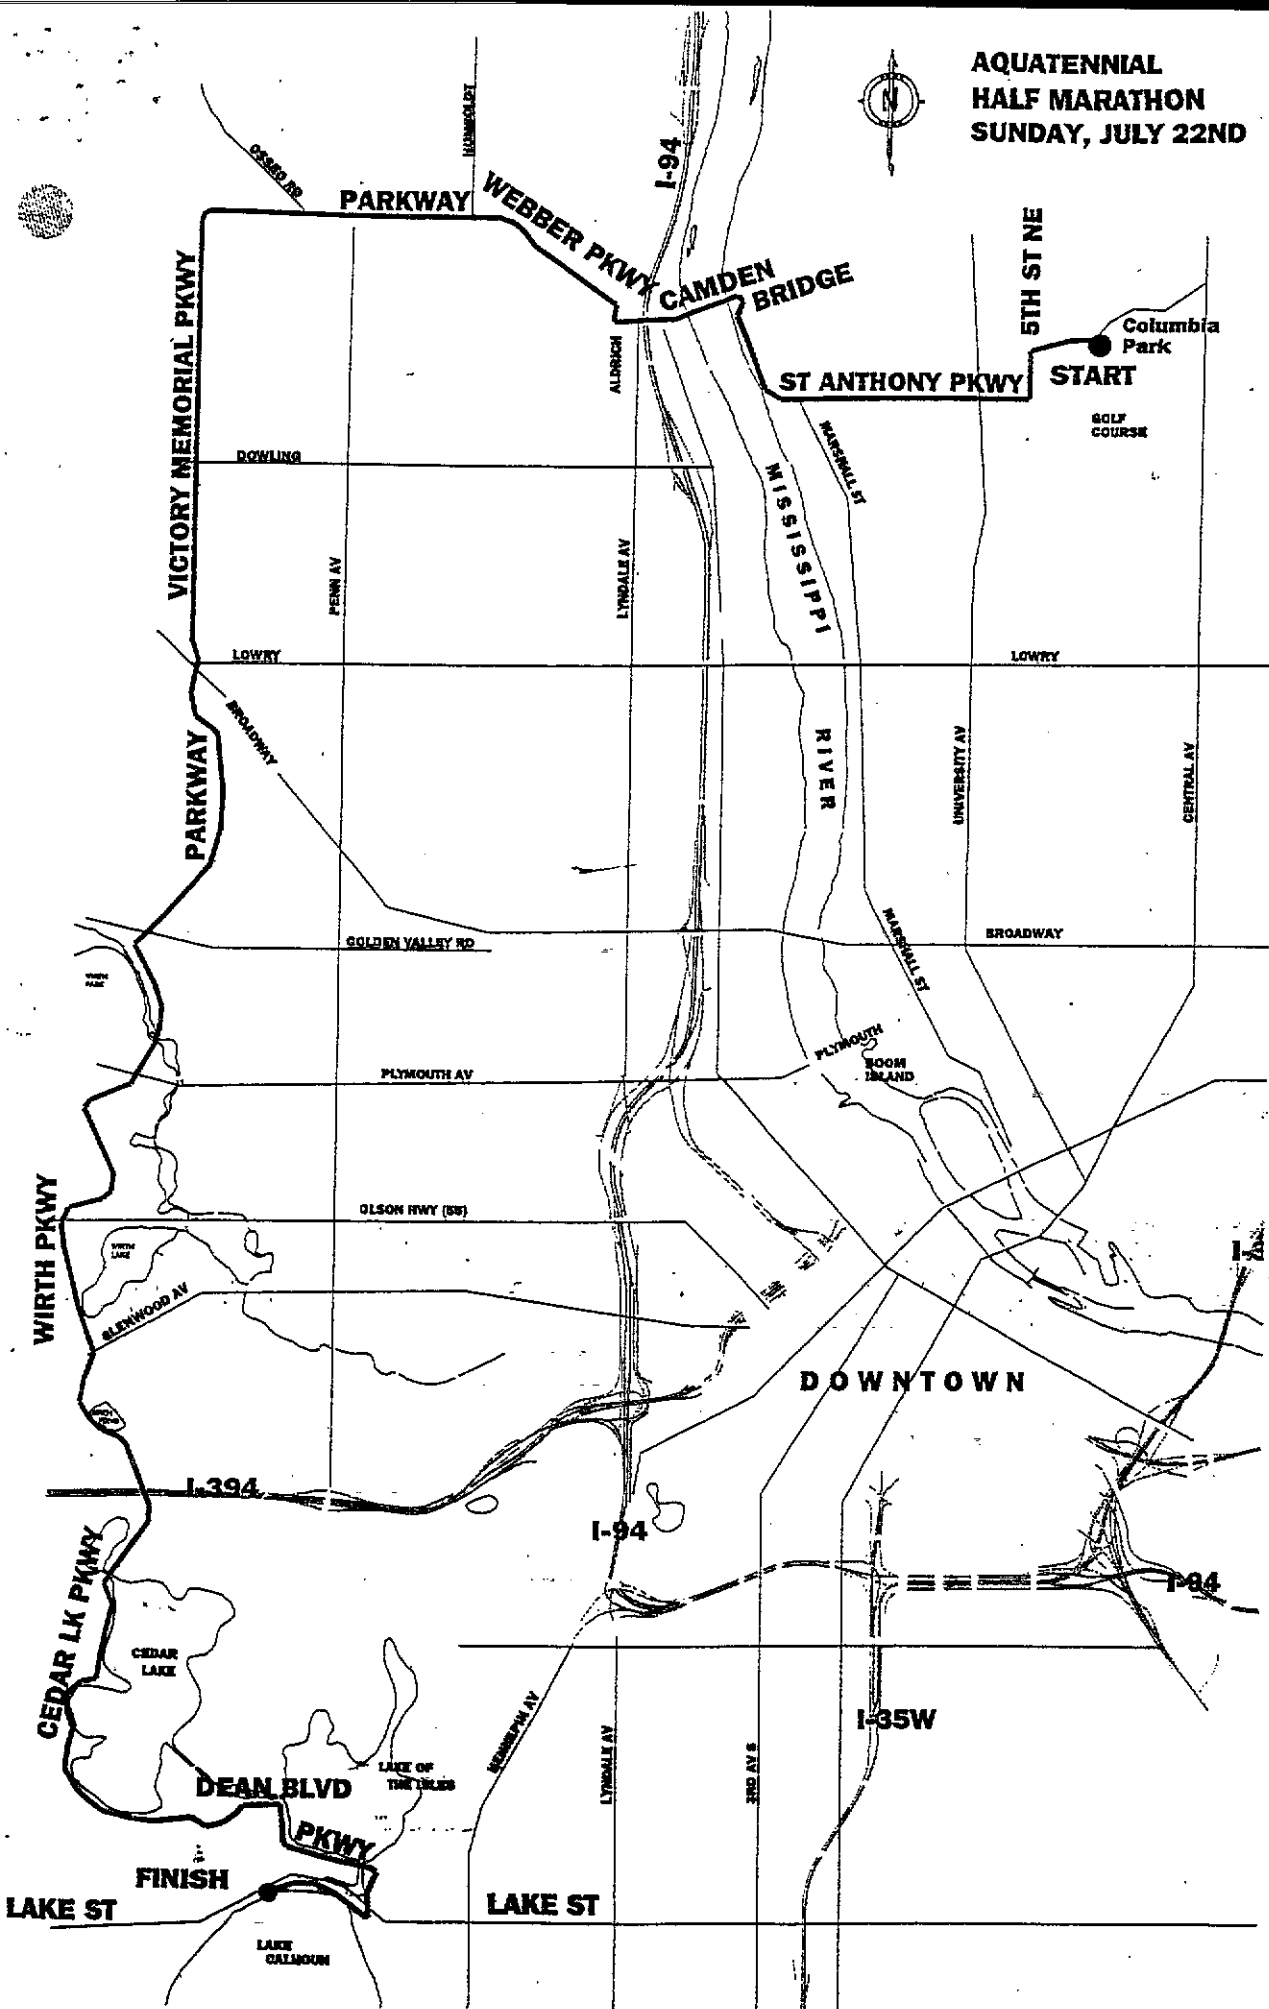 AQUATENNIAL
HALF MARATHON
SUNDAY, JULY 22ND
N
HUMBOLDT
OSSEO RD
I-94
PARKWAY
WEBBER PKWY
CAMDEN
BRIDGE
5TH ST NE
Columbia
Park
START
ST ANTHONY PKWY
GOLF
COURSE
ALDRICH
VICTORY MEMORIAL PKWY
DOWLING
MARSHALL ST
MISSISSIPPI
PENN AV
LYNDALE AV
LOWRY
LOWRY
BROADWAY
RIVER
UNIVERSITY AV
CENTRAL AV
PARKWAY
GOLDEN VALLEY RD
BROADWAY
MARSHALL ST
WIRTH
PARK
PLYMOUTH
BOOM
ISLAND
PLYMOUTH AV
OLSON HWY (55)
WIRTH PKWY
WIRTH
LAKE
GLENWOOD AV
DOWNTOWN
I-394
I-94
I-94
CEDAR LK PKWY
CEDAR
LAKE
HENNEPIN AV
LYNDALE AV
3RD AV S
I-35W
LAKE OF
THE ISLES
DEAN BLVD
PKWY
FINISH
LAKE ST
LAKE ST
LAKE
CALHOUN